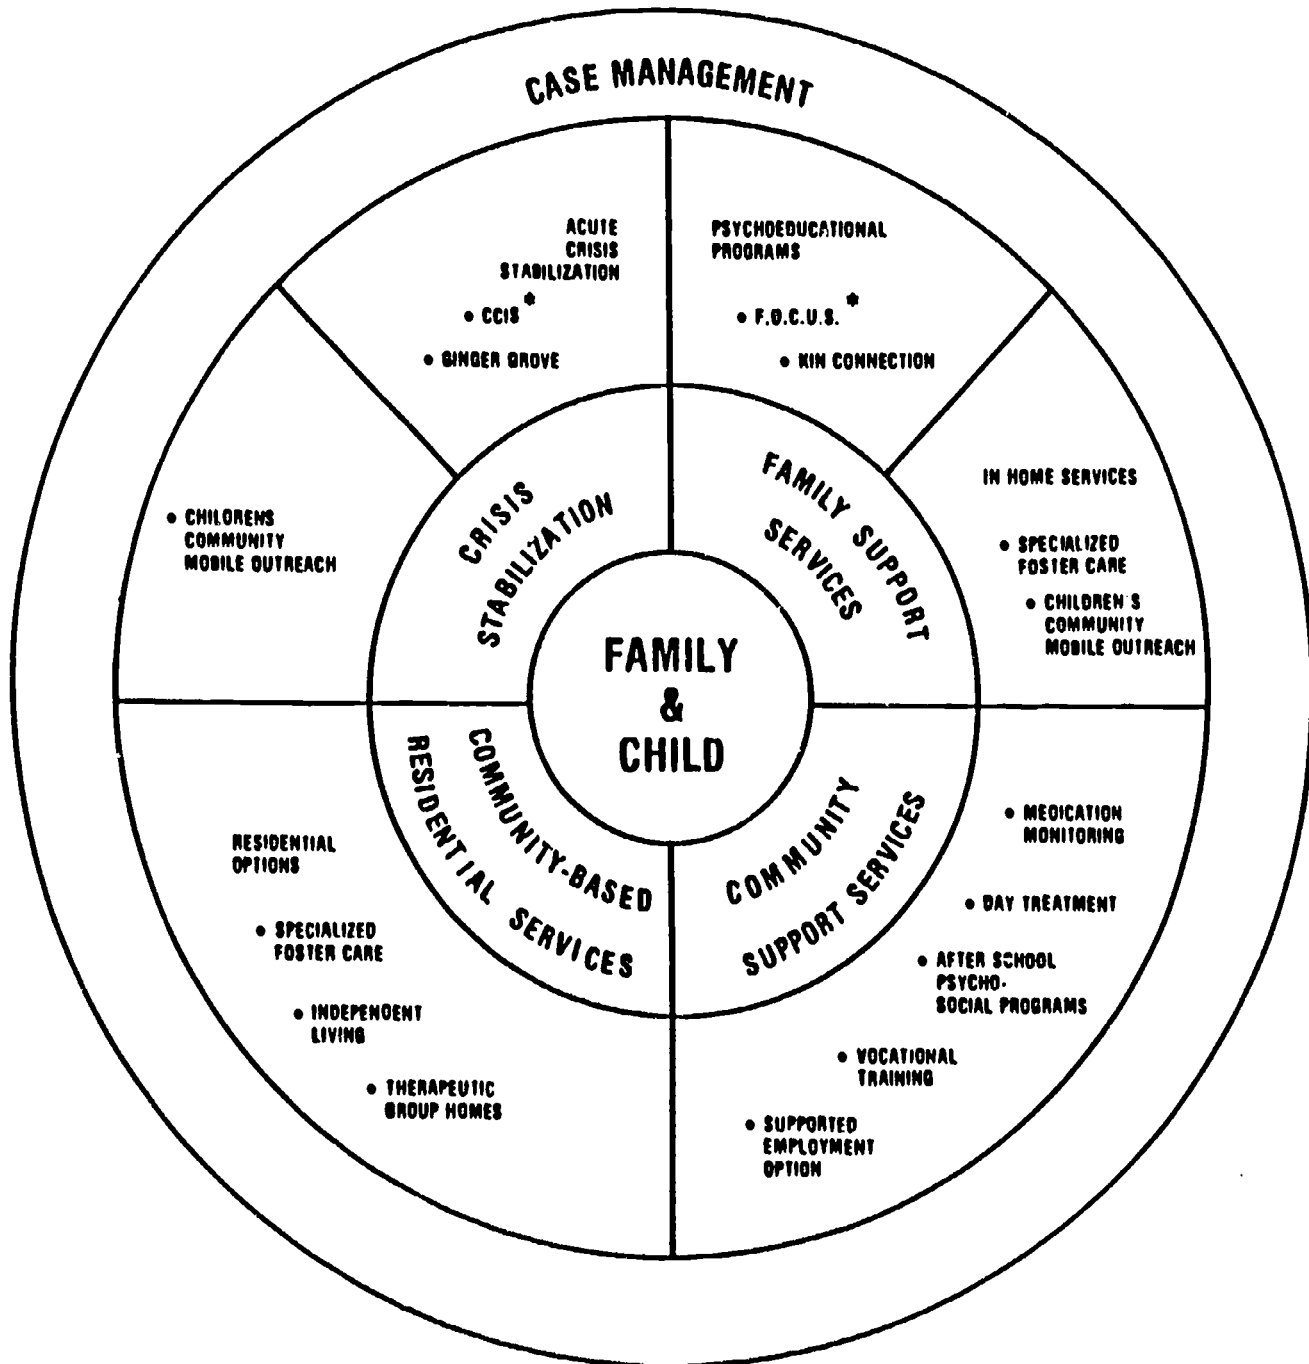 CASE MANAGEMENT
ACUTE
CRISIS
STABILIZATION
• CCIS *
• GINGER GROVE
PSYCHOEDUCATIONAL
PROGRAMS
• F.O.C.U.S. *
• KIN CONNECTION
• CHILDRENS
COMMUNITY
MOBILE OUTREACH
IN HOME SERVICES
• SPECIALIZED
FOSTER CARE
• CHILDREN'S
COMMUNITY
MOBILE OUTREACH
CRISIS
STABILIZATION
FAMILY SUPPORT
SERVICES
FAMILY
&
CHILD
COMMUNITY-BASED
RESIDENTIAL SERVICES
COMMUNITY
SUPPORT SERVICES
RESIDENTIAL
OPTIONS
• SPECIALIZED
FOSTER CARE
• INDEPENDENT
LIVING
• THERAPEUTIC
GROUP HOMES
• MEDICATION
MONITORING
• DAY TREATMENT
• AFTER SCHOOL
PSYCHO-
SOCIAL PROGRAMS
• VOCATIONAL
TRAINING
• SUPPORTED
EMPLOYMENT
OPTION